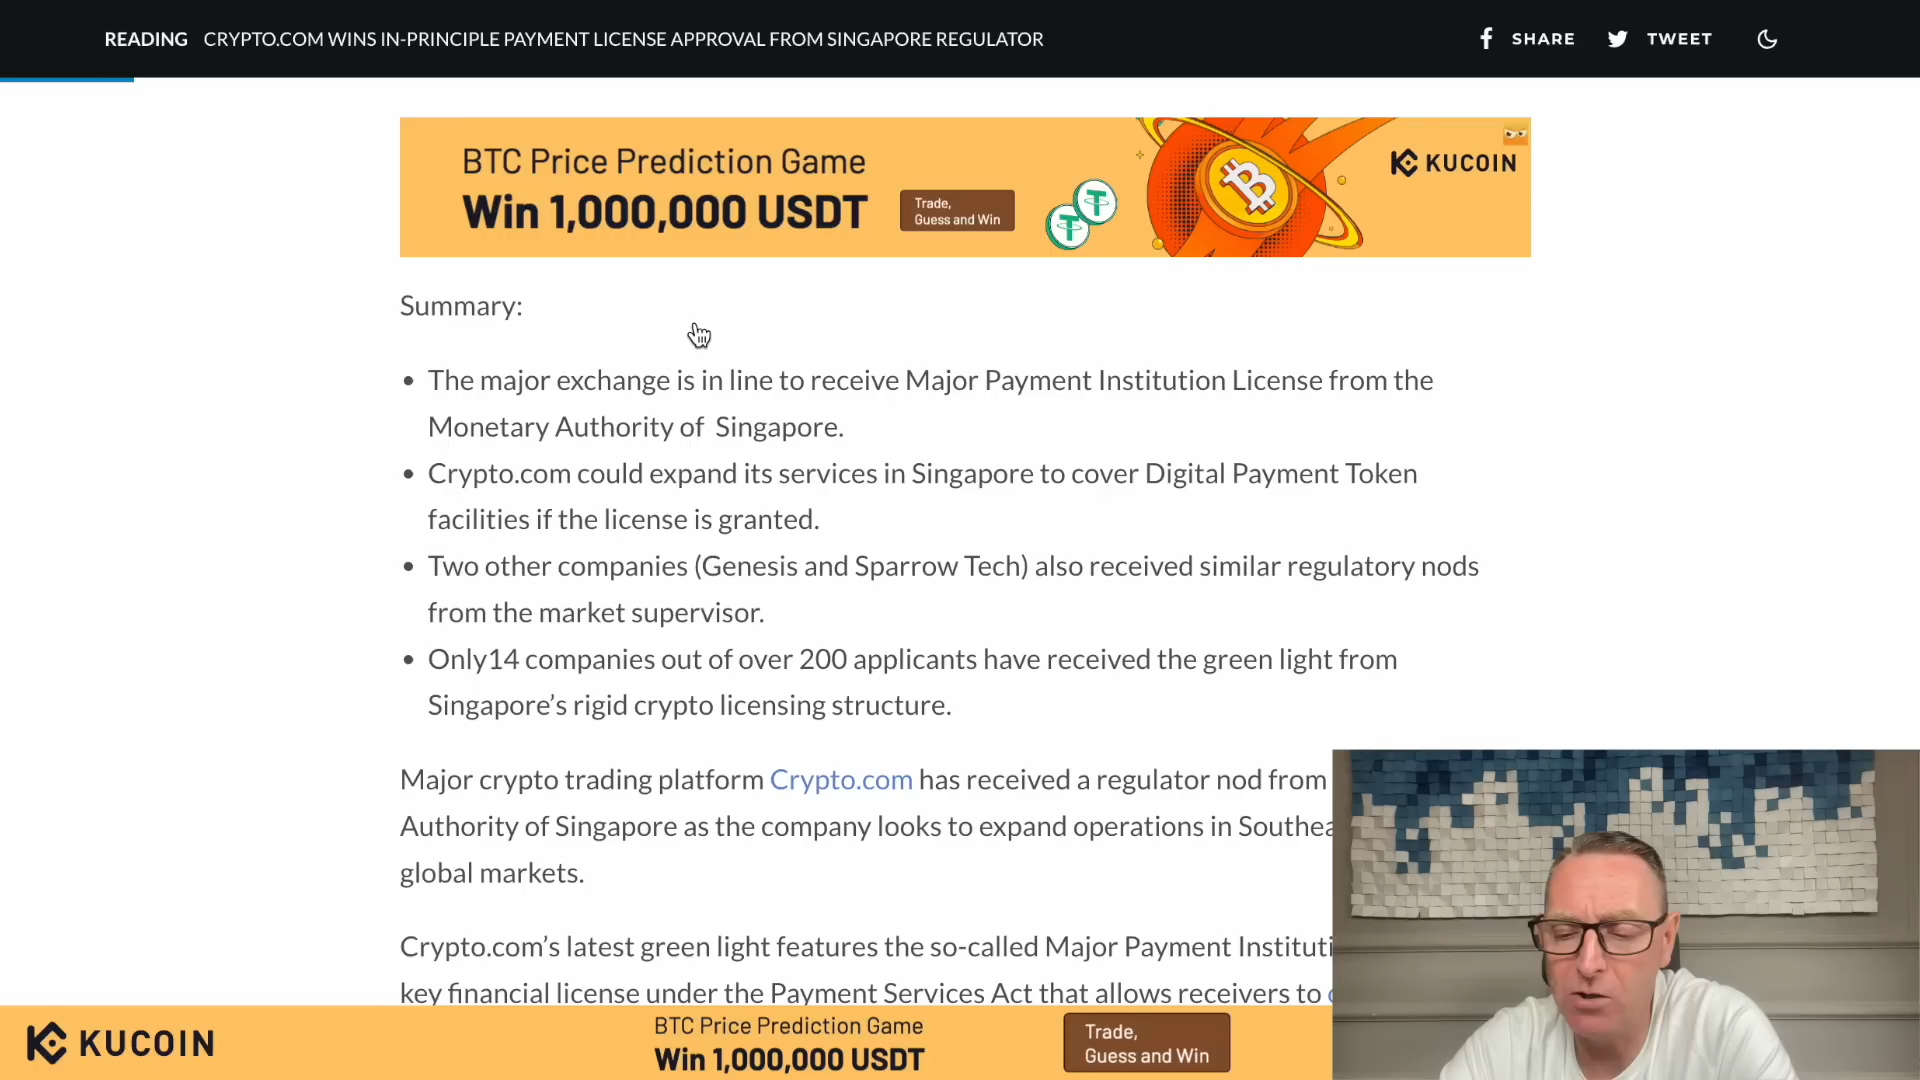 READING CRYPTO.COM WINS IN-PRINCIPLE PAYMENT LICENSE APPROVAL FROM SINGAPORE REGULATOR
SHARE
TWEET
BTC Price Prediction Game
Win 1,000,000 USDT
Trade,
Guess and Win
KUCOIN
Summary:
• The major exchange is in line to receive Major Payment Institution License from the
Monetary Authority of Singapore.
• Crypto.com could expand its services in Singapore to cover Digital Payment Token
facilities if the license is granted.
• Two other companies (Genesis and Sparrow Tech) also received similar regulatory nods
from the market supervisor.
• Only14 companies out of over 200 applicants have received the green light from
Singapore’s rigid crypto licensing structure.
Major crypto trading platform Crypto.com has received a regulator nod from
Authority of Singapore as the company looks to expand operations in Southea
global markets.
Crypto.com’s latest green light features the so-called Major Payment Instituti
key financial license under the Payment Services Act that allows receivers to
KUCOIN
BTC Price Prediction Game
Win 1,000,000 USDT
Trade,
Guess and Win